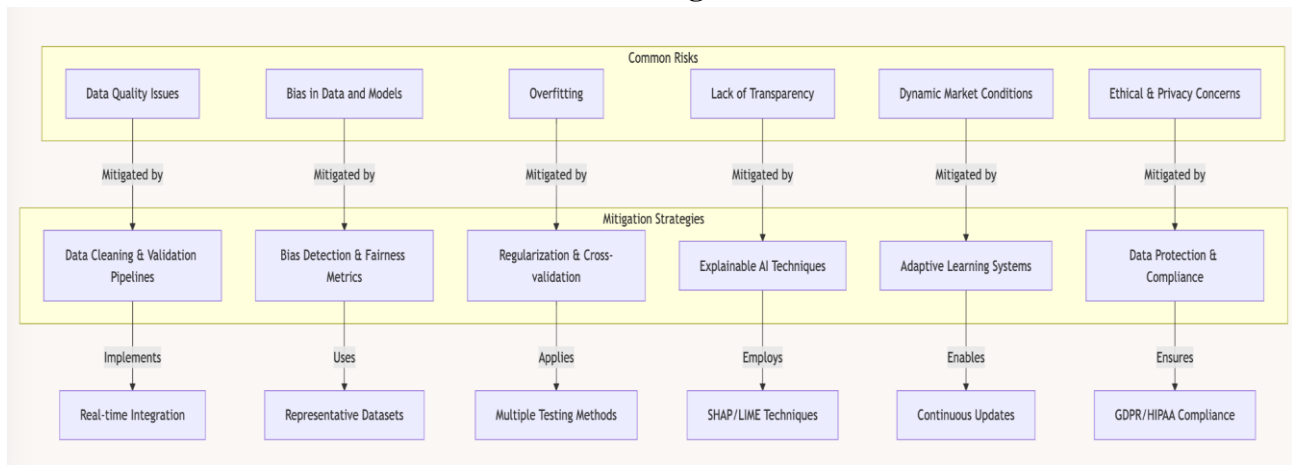 Common Risks
Data Quality Issues
Bias in Data and Models
Overfitting
Lack of Transparency
Dynamic Market Conditions
Ethical & Privacy Concerns
Mitigated by
Mitigated by
Mitigated by
Mitigated by
Mitigated by
Mitigated by
Mitigation Strategies
Data Cleaning & Validation
Pipelines
Bias Detection & Fairness
Metrics
Regularization & Cross-
validation
Explainable AI Techniques
Adaptive Learning Systems
Data Protection &
Compliance
Implements
Uses
Applies
Employs
Enables
Ensures
Real-time Integration
Representative Datasets
Multiple Testing Methods
SHAP/LIME Techniques
Continuous Updates
GDPR/HIPAA Compliance